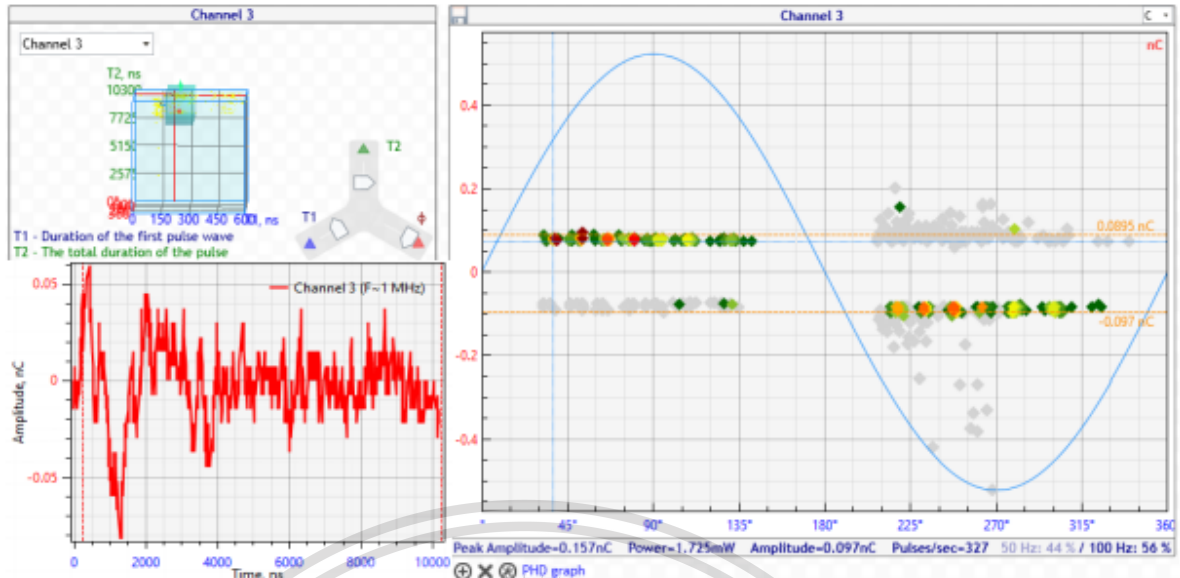 Channel 3
Channel 3
T2, ns
772
515
257
0 150 300 450 600
T1 T2 ϕ
T1 - Duration of the first pulse wave
T2 - The total duration of the pulse
Channel 3 (F~1 MHz)
Amplitude, nC
0.05
0
-0.05
0 2000 4000 6000 8000 10000
Time, ns
Channel 3
C
nC
0.4
0.2
0
-0.2
-0.4
0.0895 nC
-0.097 nC
45° 90° 135° 180° 225° 270° 315° 360
Peak Amplitude=0.157nC Power=1.725mW Amplitude=0.097nC Pulses/sec=327 50 Hz: 44 % / 100 Hz: 56 %
PHD graph